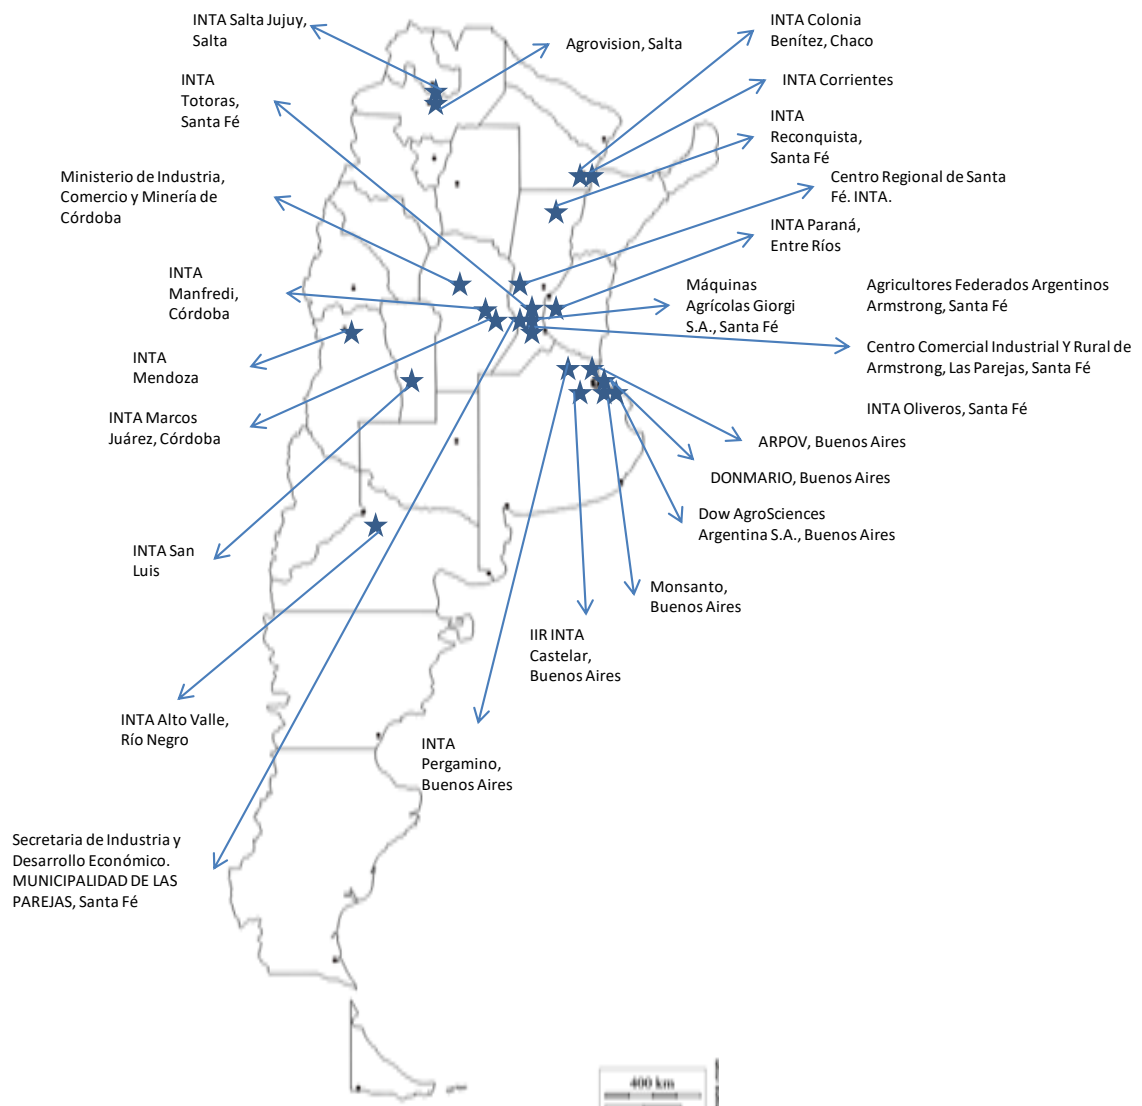 INTA Salta Jujuy,
Salta
Agrovision, Salta
INTA Colonia
Benítez, Chaco
INTA
Totoras,
Santa Fé
INTA Corrientes
INTA
Reconquista,
Santa Fé
Ministerio de Industria,
Comercio y Minería de
Córdoba
Centro Regional de Santa
Fé. INTA.
INTA Paraná,
Entre Ríos
INTA
Manfredi,
Córdoba
Máquinas
Agrícolas Giorgi
S.A., Santa Fé
Agricultores Federados Argentinos
Armstrong, Santa Fé
Centro Comercial Industrial Y Rural de
Armstrong, Las Parejas, Santa Fé
INTA Oliveros, Santa Fé
INTA
Mendoza
INTA Marcos
Juárez, Córdoba
ARPOV, Buenos Aires
DONMARIO, Buenos Aires
Dow AgroSciences
Argentina S.A., Buenos Aires
INTA San
Luis
Monsanto,
Buenos Aires
IIR INTA
Castelar,
Buenos Aires
INTA Alto Valle,
Río Negro
INTA
Pergamino,
Buenos Aires
Secretaria de Industria y
Desarrollo Económico.
MUNICIPALIDAD DE LAS
PAREJAS, Santa Fé
400 km